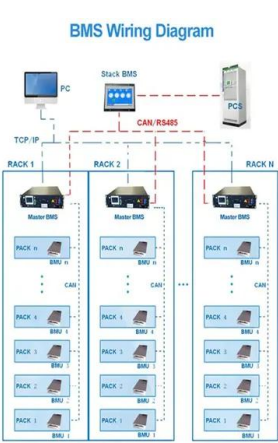 BMS Wiring Diagram
PC
Stack BMS
PCS
CAN/RS485
TCP/IP
RACK 1
RACK 2
RACK N
Master BMS
Master BMS
Master BMS
PACK n
BMU n
PACK n
BMU n
PACK n
BMU n
CAN
CAN
CAN
PACK 4
BMU 4
PACK 4
BMU 4
PACK 4
BMU 4
PACK 3
BMU 3
PACK 3
BMU 3
PACK 3
BMU 3
PACK 2
BMU 2
PACK 2
BMU 2
PACK 2
BMU 2
PACK 1
BMU 1
PACK 1
BMU 1
PACK 1
BMU 1